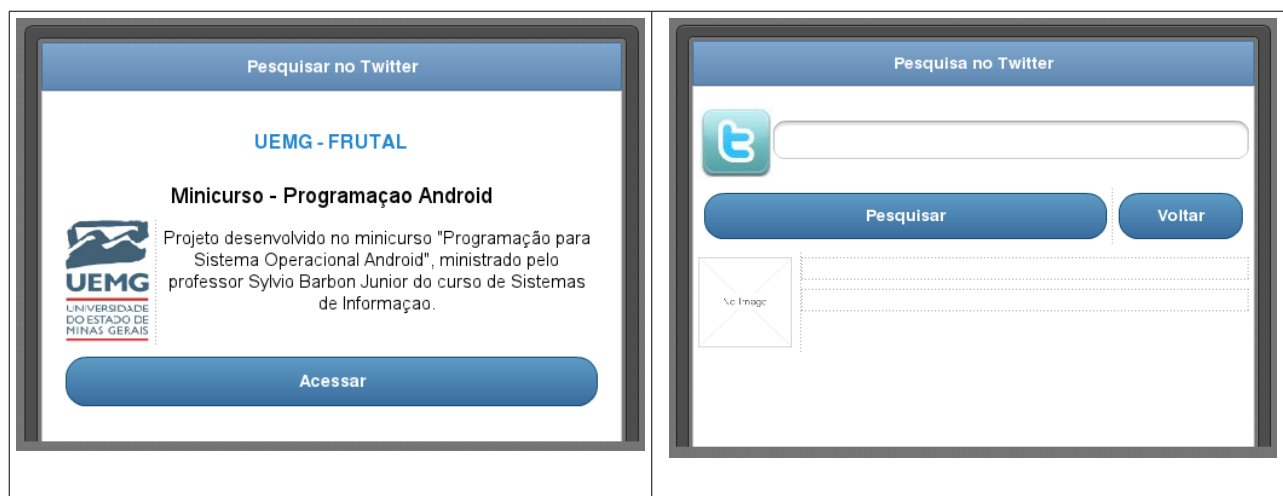 Pesquisar no Twitter
UEMG - FRUTAL
Minicurso - Programaçao Android
Projeto desenvolvido no minicurso "Programação para
Sistema Operacional Android", ministrado pelo
professor Sylvio Barbon Junior do curso de Sistemas
de Informaçao.
UEMG
UNIVERSIDADE
DO ESTADO DE
MINAS GERAIS
Acessar
Pesquisa no Twitter
Pesquisar
Voltar
No Image